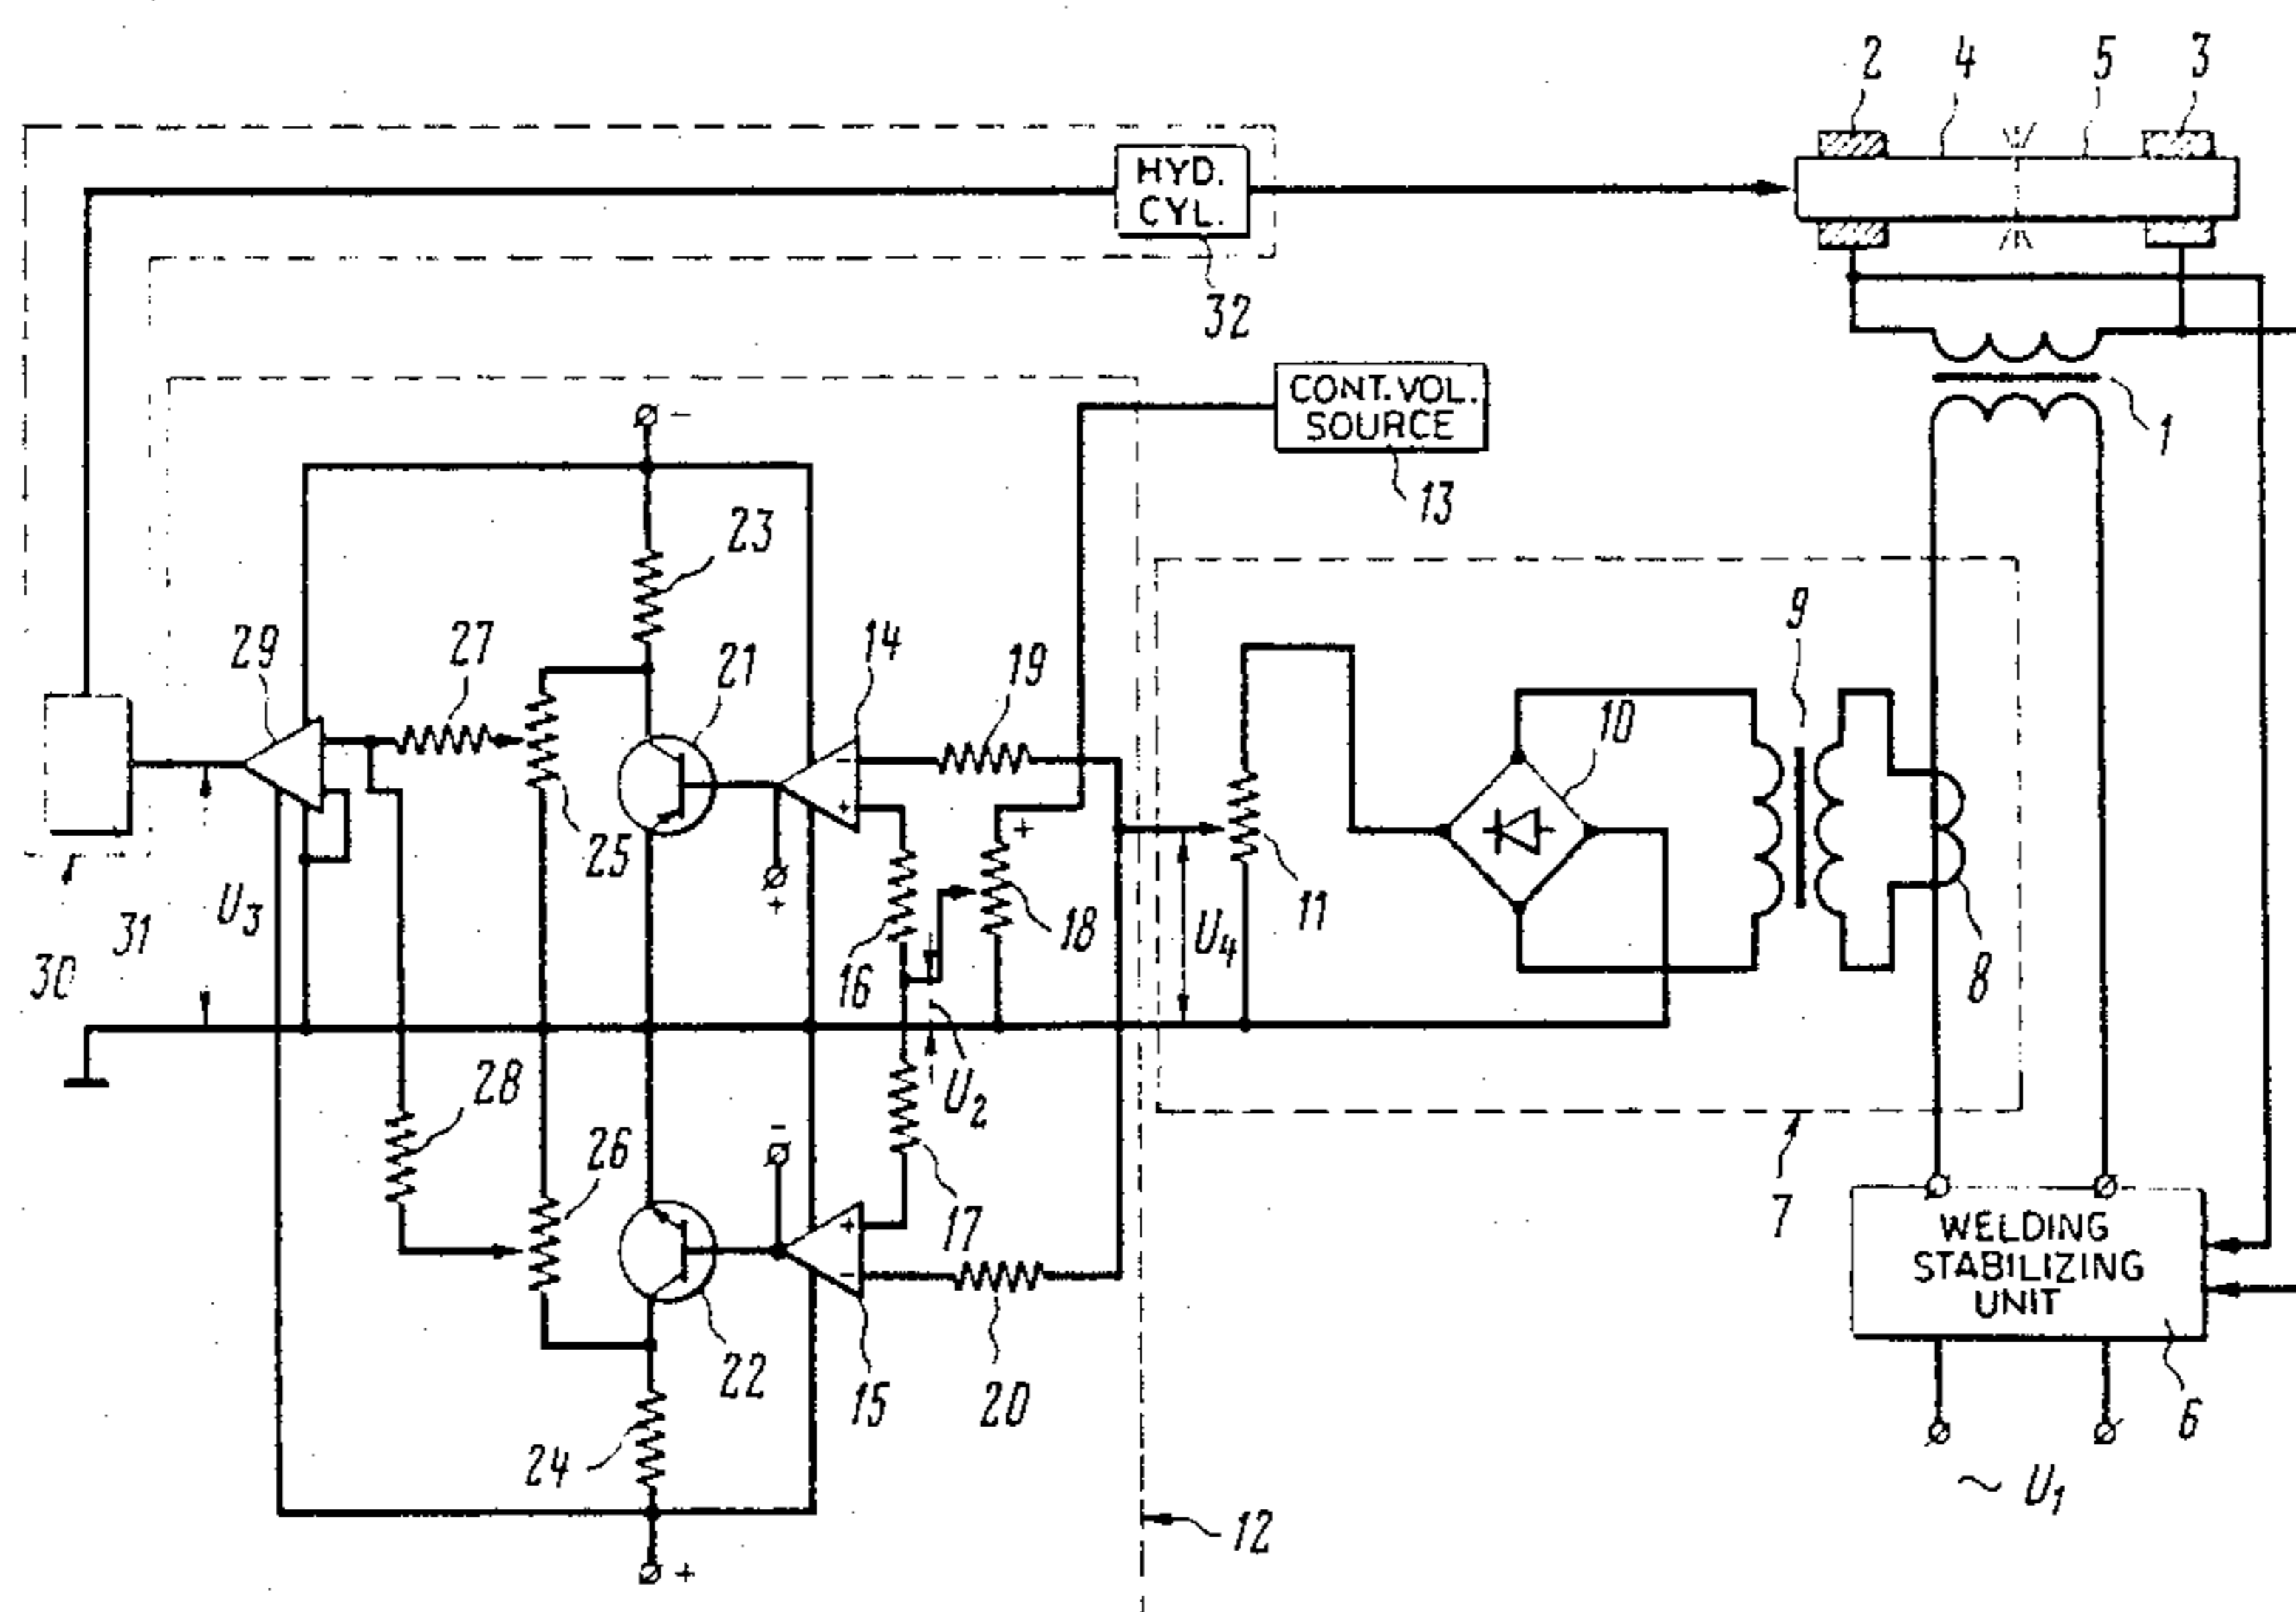 2 4 5 3
HYD.
CYL.
32
CONT. VOL.
SOURCE
13
1
-
23
9
29 27 21 14 19 10
-
+
+
25
+
11
31 U3 16 18 U4 8
30
28 U2
-
26 17 7
+
-
WELDING
STABILIZING
UNIT
22 15 20 6
24
~ U1
12
+